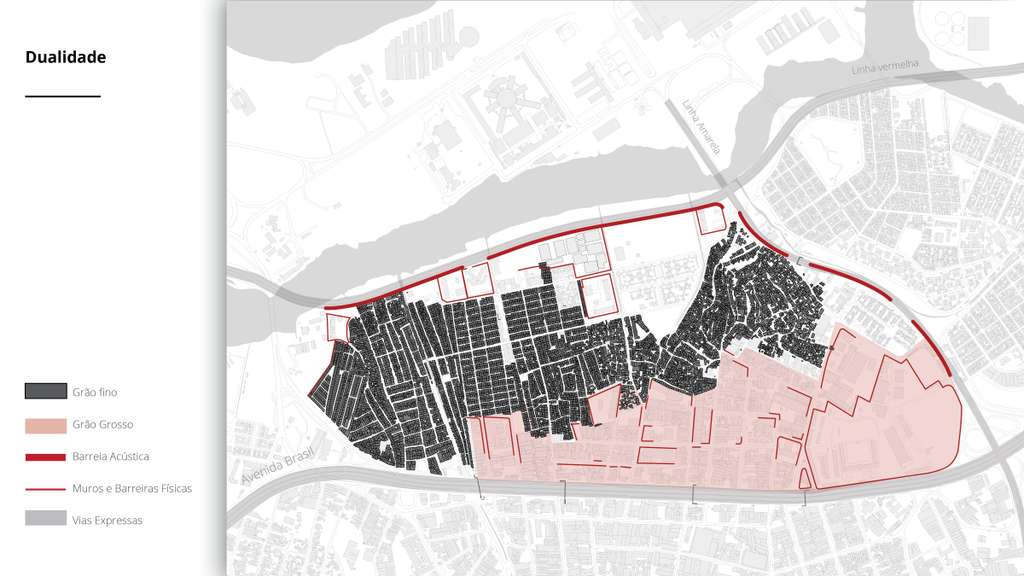 Dualidade
Grão fino
Grão Grosso
Barreia Acústica
Muros e Barreiras Físicas
Vias Expressas
Linha vermelha
Linha Amarela
Avenida Brasil